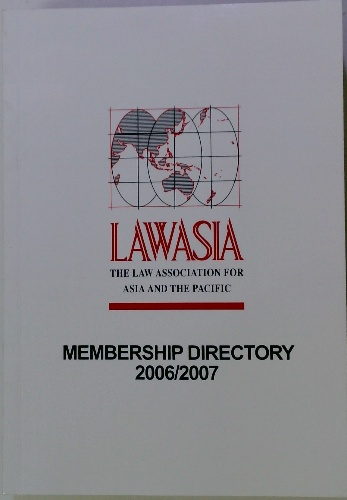 LAWASIA
THE LAW ASSOCIATION FOR
ASIA AND THE PACIFIC
MEMBERSHIP DIRECTORY
2006/2007